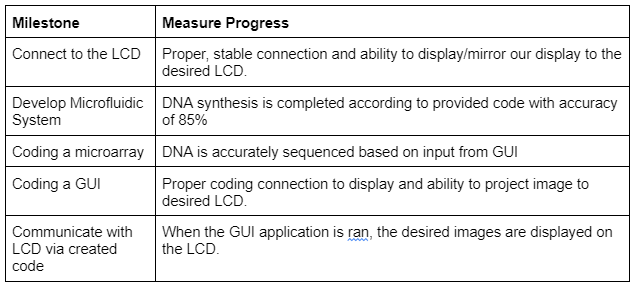 Milestone Measure Progress
Connect to the LCD Proper, stable connection and ability to display/mirror our display to the
desired LCD.
Develop Microfluidic DNA synthesis is completed according to provided code with accuracy
System of 85%
Coding a microarray DNA is accurately sequenced based on input from GUI
Coding a GUI Proper coding connection to display and ability to project image to
desired LCD.
Communicate with When the GUI application is ran, the desired images are displayed on
LCD via created the LCD.
code